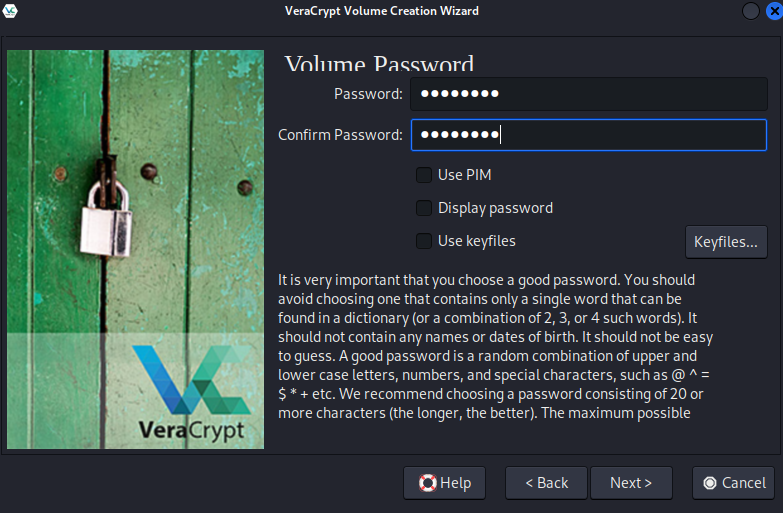 VeraCrypt Volume Creation Wizard
Volume Password
Password: ●●●●●●●●
Confirm Password: ●●●●●●●●
Use PIM
Display password
Use keyfiles
Keyfiles...
It is very important that you choose a good password. You should
avoid choosing one that contains only a single word that can be
found in a dictionary (or a combination of 2, 3, or 4 such words). It
should not contain any names or dates of birth. It should not be easy
to guess. A good password is a random combination of upper and
lower case letters, numbers, and special characters, such as @ ^ =
$ * + etc. We recommend choosing a password consisting of 20 or
more characters (the longer, the better). The maximum possible
VeraCrypt
Help
< Back
Next >
Cancel